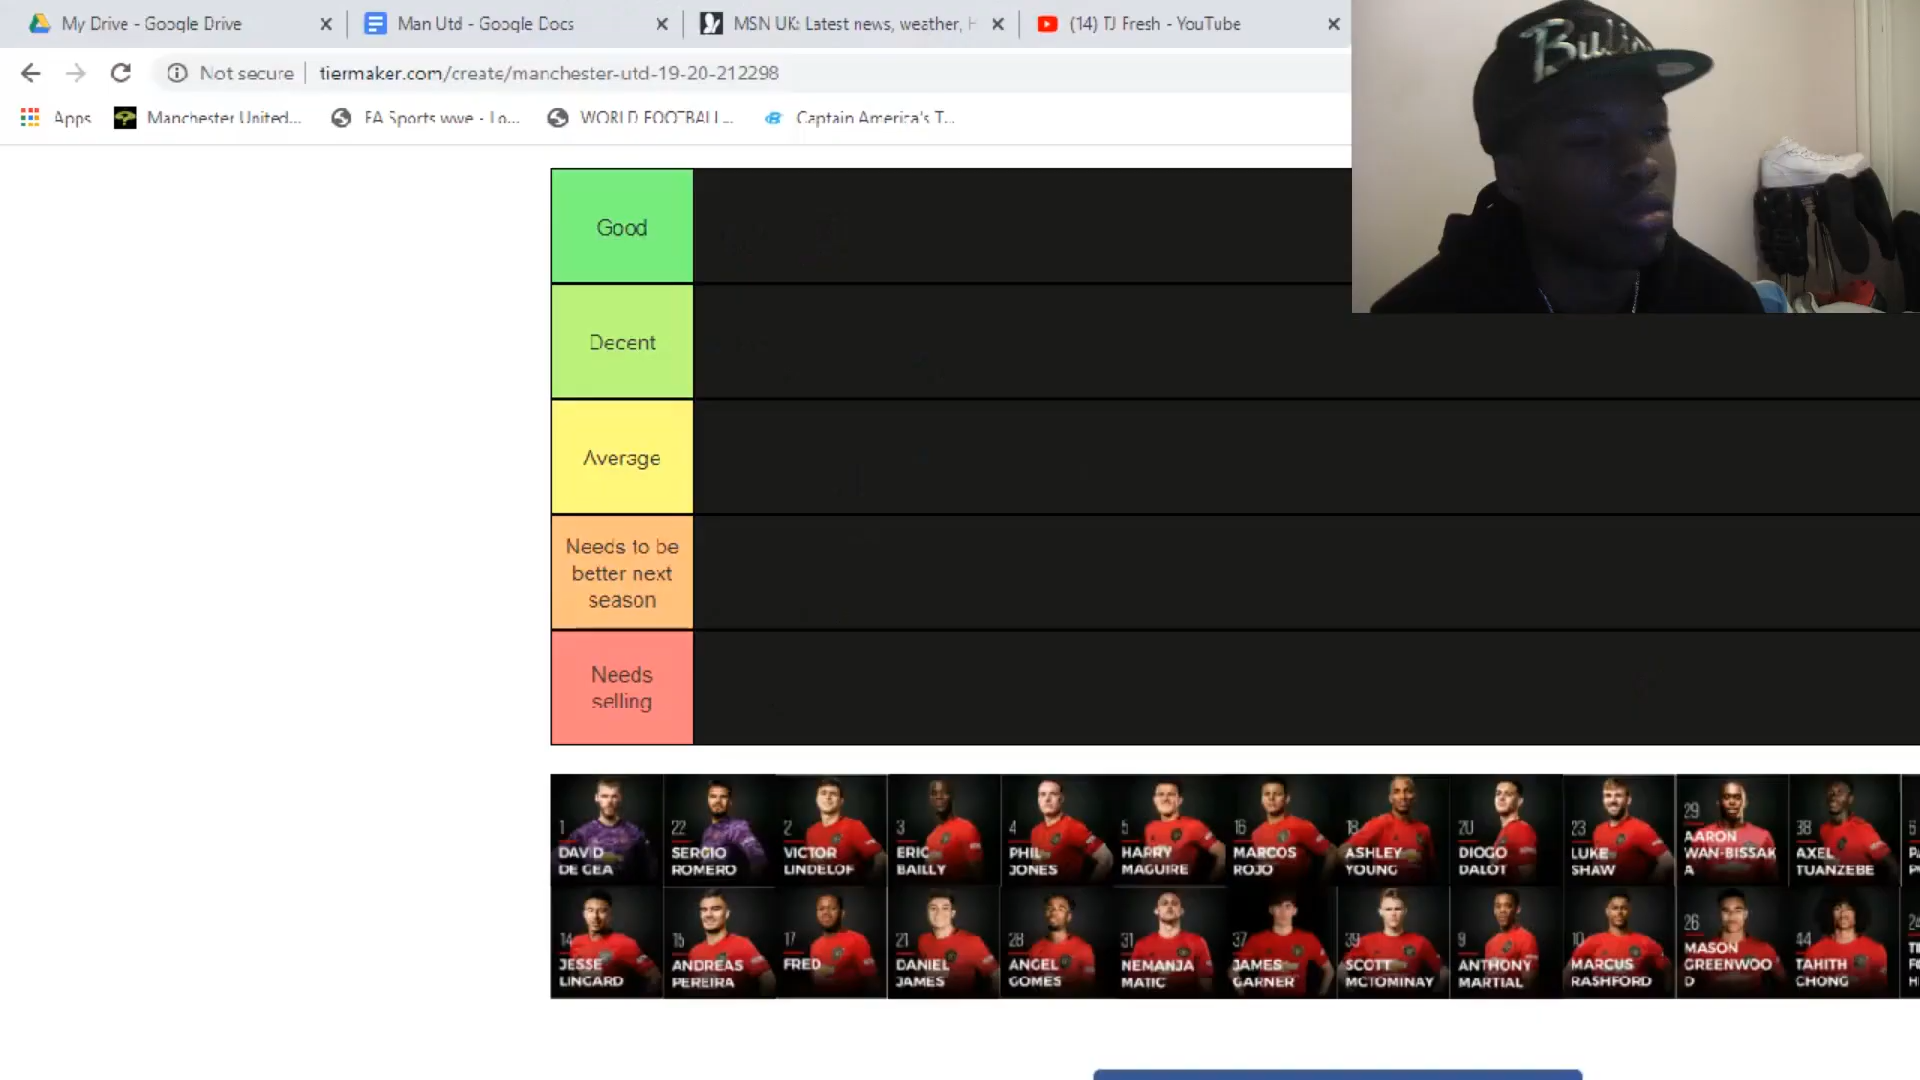 My Drive - Google Drive
Man Utd - Google Docs
MSN UK: Latest news, weather, H
(14) TJ Fresh - YouTube
Not secure
tiermaker.com/create/manchester-utd-19-20-212298
Apps
Manchester United...
EA Sports wwe - Lo...
WORLD FOOTBALL...
Captain America's T...
Good
Decent
Average
Needs to be
better next
season
Needs
selling
1
DAVID
DE GEA
22
SERGIO
ROMERO
2
VICTOR
LINDELOF
3
ERIC
BAILLY
4
PHIL
JONES
5
HARRY
MAGUIRE
16
MARCOS
ROJO
18
ASHLEY
YOUNG
20
DIOGO
DALOT
23
LUKE
SHAW
29
AARON
WAN-BISSAK
A
38
AXEL
TUANZEBE
6
14
JESSE
LINGARD
15
ANDREAS
PEREIRA
17
FRED
21
DANIEL
JAMES
28
ANGEL
GOMES
31
NEMANJA
MATIC
37
JAMES
GARNER
39
SCOTT
MCTOMINAY
9
ANTHONY
MARTIAL
10
MARCUS
RASHFORD
26
MASON
GREENWOO
D
44
TAHITH
CHONG